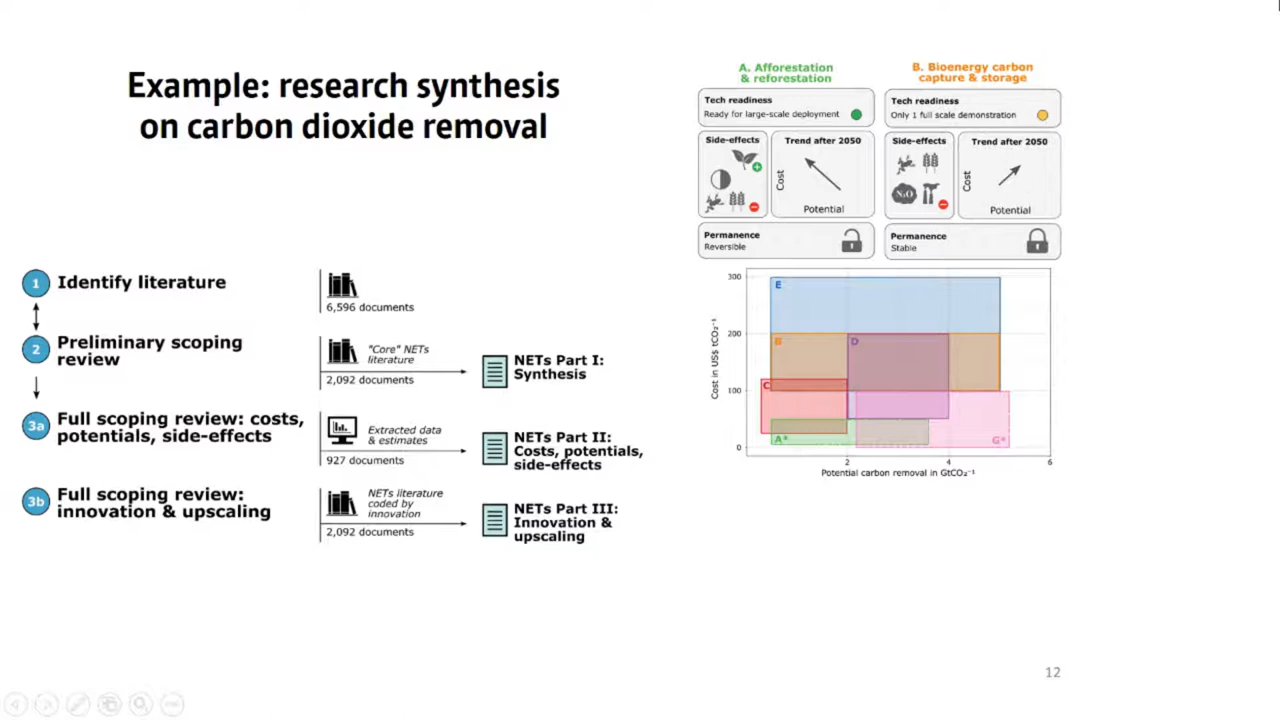 Example: research synthesis
on carbon dioxide removal
1
Identify literature
6,596 documents
2
Preliminary scoping
review
"Core" NETs
literature
2,092 documents
NETs Part I:
Synthesis
3a
Full scoping review: costs,
potentials, side-effects
Extracted data
& estimates
927 documents
NETs Part II:
Costs, potentials,
side-effects
3b
Full scoping review:
innovation & upscaling
NETs literature
coded by
innovation
2,092 documents
NETs Part III:
Innovation &
upscaling
A. Afforestation
& reforestation
Tech readiness
Ready for large-scale deployment
Side-effects
Trend after 2050
Cost
Potential
Permanence
Reversible
B. Bioenergy carbon
capture & storage
Tech readiness
Only 1 full scale demonstration
Side-effects
N₂O
Trend after 2050
Cost
Potential
Permanence
Stable
Cost in US$ tCO₂⁻¹
300
200
100
0
E
B
D
C
A*
G*
2
4
6
Potential carbon removal in GtCO₂⁻¹
12